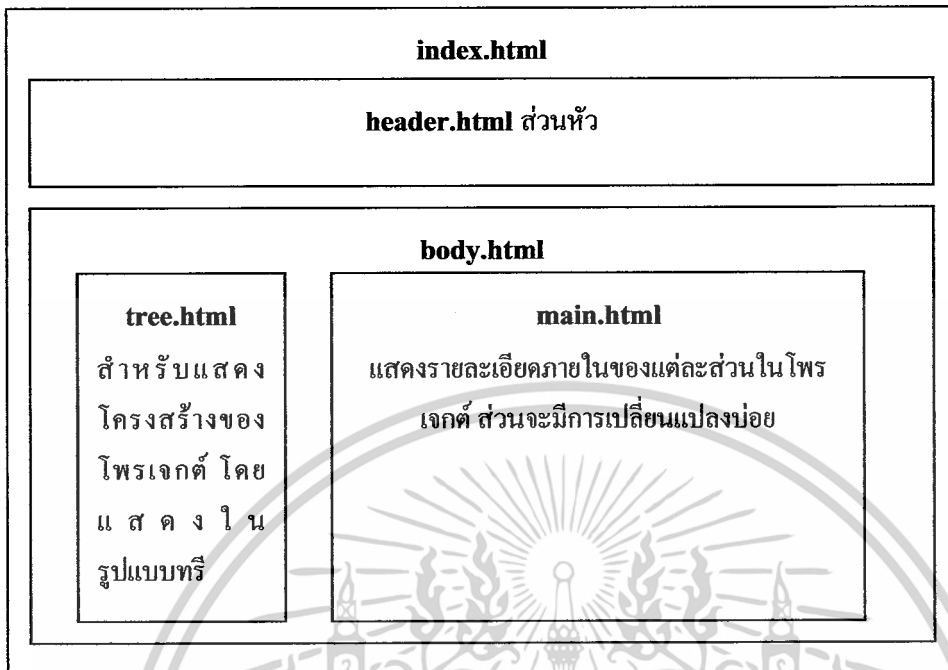 index.html
header.html ส่วนหัว
body.html
tree.html
สำหรับแสดง
โครงสร้างของ
โพรเจกต์ โดย
แสดงใน
รูปแบบทรี
main.html
แสดงรายละเอียดภายในของแต่ละส่วนในโพร
เจกต์ ส่วนจะมีการเปลี่ยนแปลงบ่อย